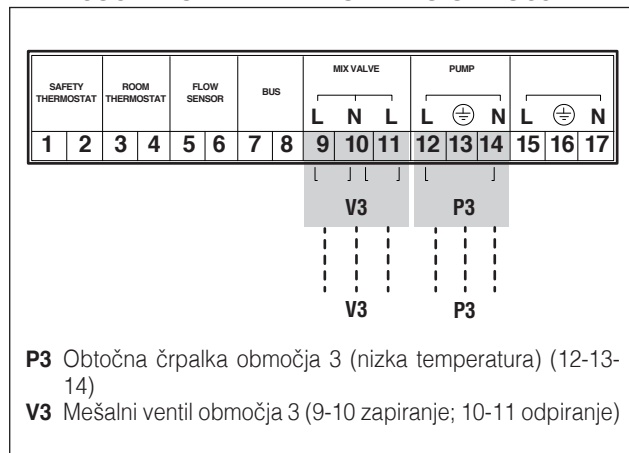 MIX VALVE PUMP
SAFETY THERMOSTAT ROOM THERMOSTAT FLOW SENSOR BUS
L N L L N L N
1 2 3 4 5 6 7 8 9 10 11 12 13 14 15 16 17
V3 P3
V3 P3
P3 Obtočna črpalka območja 3 (nizka temperatura) (12-13-
14)
V3 Mešalni ventil območja 3 (9-10 zapiranje; 10-11 odpiranje)